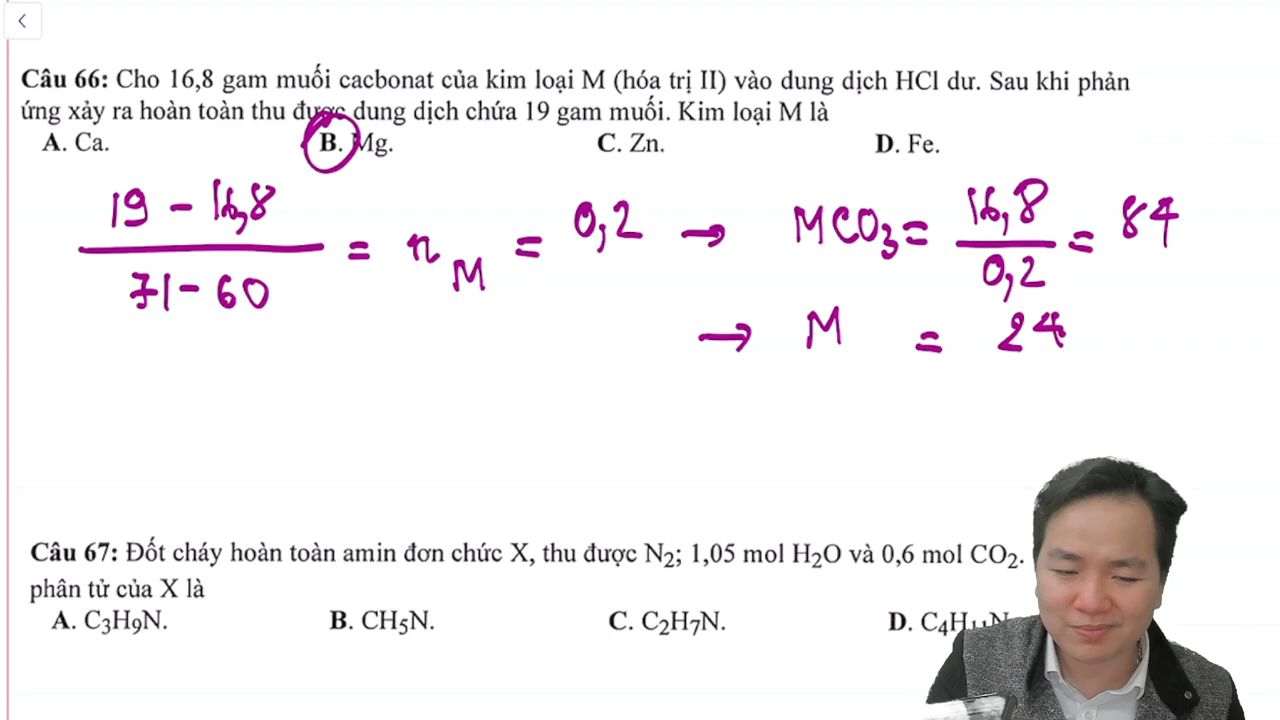 Câu 66: Cho 16,8 gam muối cacbonat của kim loại M (hóa trị II) vào dung dịch HCl dư. Sau khi phản
ứng xảy ra hoàn toàn thu được dung dịch chứa 19 gam muối. Kim loại M là
A. Ca. B. Mg. C. Zn. D. Fe.
19 - 16,8 / 71 - 60 = n M = 0,2 → MCO3 = 16,8 / 0,2 = 84
→ M = 24
Câu 67: Đốt cháy hoàn toàn amin đơn chức X, thu được N2; 1,05 mol H2O và 0,6 mol CO2.
phân tử của X là
A. C3H9N. B. CH5N. C. C2H7N. D. C4H11N